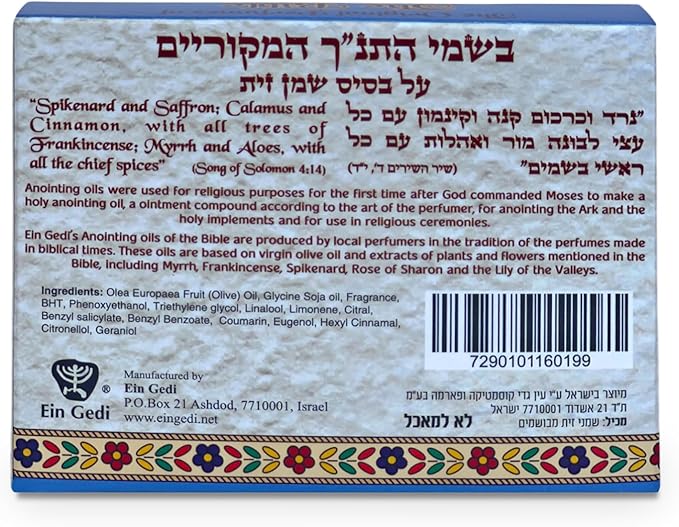 בשמי התנ"ך המקוריים
על בסיס שמן זית
"Spikenard and Saffron; Calamus and
Cinnamon, with all trees of
Frankincense; Myrrh and Aloes, with
all the chief spices" (Song of Solomon 4:14)
"נרד וכרכום קנה וקינמון עם כל
עצי לבונה מור ואהלות עם כל
ראשי בשמים" (שיר השירים ד', י"ד)
Anointing oils were used for religious purposes for the first time after God commanded Moses to make a
holy anointing oil, a ointment compound according to the art of the perfumer, for anointing the Ark and the
holy implements and for use in religious ceremonies.
Ein Gedi's Anointing oils of the Bible are produced by local perfumers in the tradition of the perfumes made
in biblical times. These oils are based on virgin olive oil and extracts of plants and flowers mentioned in the
Bible, including Myrrh, Frankincense, Spikenard, Rose of Sharon and the Lily of the Valleys.
Ingredients: Olea Europaea Fruit (Olive) Oil, Glycine Soja oil, Fragrance,
BHT, Phenoxyethanol, Triethylene glycol, Linalool, Limonene, Citral,
Benzyl salicylate, Benzyl Benzoate, Coumarin, Eugenol, Hexyl Cinnamal,
Citronellol, Geraniol
7290101160199
® Ein Gedi
Manufactured by
Ein Gedi
P.O.Box 21 Ashdod, 7710001, Israel
www.eingedi.net
מיוצר בישראל ע"י עין גדי קוסמטיקה ופארמה בע"מ
ת"ד 21 אשדוד 7710001 ישראל
מכיל: שמני זית מבושמים
לא למאכל